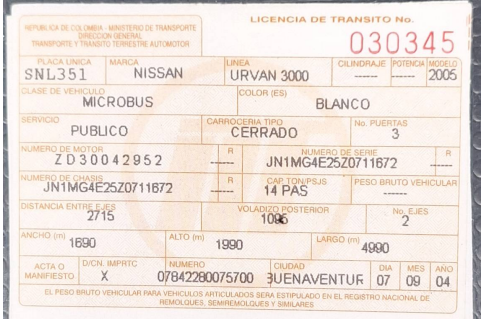 LICENCIA DE TRANSITO No.
REPUBLICA DE COLOMBIA - MINISTERIO DE TRANSPORTE
DIRECCION GENERAL
TRANSPORTE Y TRANSITO TERRESTRE AUTOMOTOR
030345
PLACA UNICA MARCA LINEA CILINDRAJE POTENCIA MODELO
SNL351 NISSAN URVAN 3000 ------ ------ 2005
CLASE DE VEHICULO COLOR (ES)
MICROBUS BLANCO
SERVICIO CARROCERIA TIPO No. PUERTAS
PUBLICO CERRADO 3
NUMERO DE MOTOR R NUMERO DE SERIE R
ZD30042952 ------ JN1MG4E25Z0711672 ------
NUMERO DE CHASIS R CAP. TON/PSJS PESO BRUTO VEHICULAR
JN1MG4E25Z0711672 ------ 14 PAS ------
DISTANCIA ENTRE EJES VOLADIZO POSTERIOR No. EJES
2715 1095 2
ANCHO (m) 1690 ALTO (m) 1990 LARGO (m) 4990
ACTA O MANIFIESTO D/CN. IMPRTC NUMERO CIUDAD DIA MES AÑO
X 07842280075700 BUENAVENTUR 07 09 04
EL PESO BRUTO VEHICULAR PARA VEHICULOS ARTICULADOS SERA ESTIPULADO EN EL REGISTRO NACIONAL DE
REMOLQUES, SEMIREMOLQUES Y SIMILARES